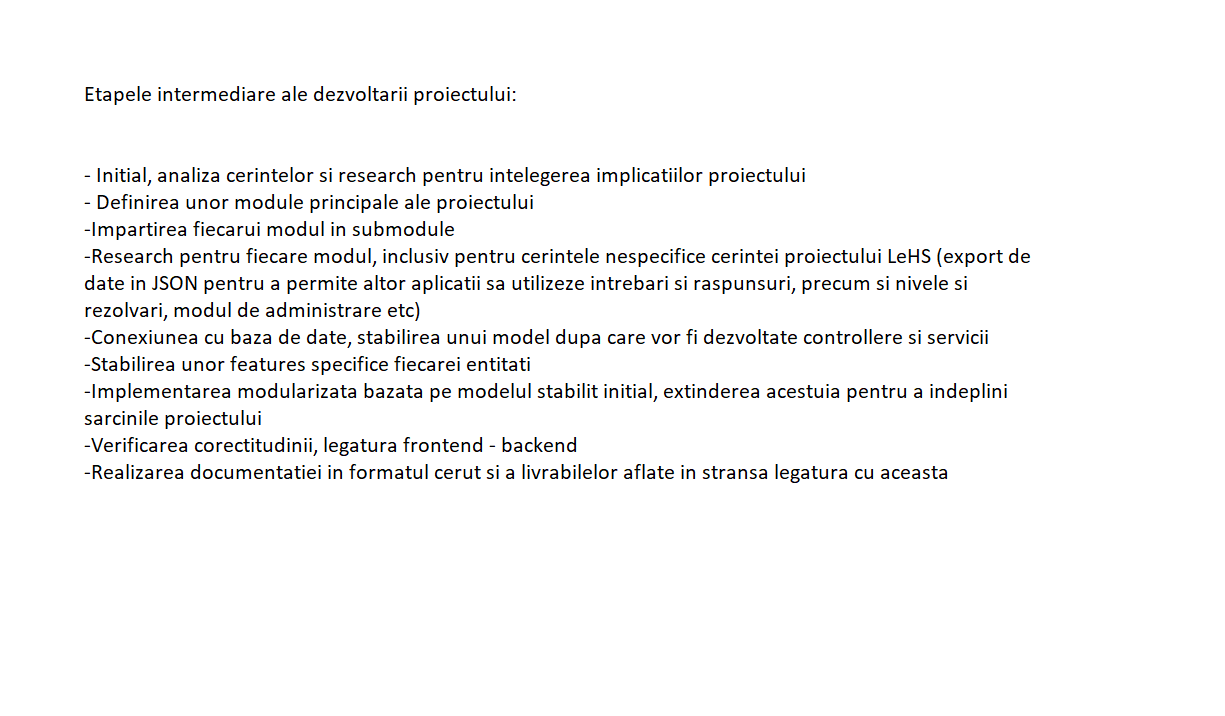 Etapele intermediare ale dezvoltarii proiectului:
- Initial, analiza cerintelor si research pentru intelegerea implicatiilor proiectului
- Definirea unor module principale ale proiectului
-Impartirea fiecarui modul in submodule
-Research pentru fiecare modul, inclusiv pentru cerintele nespecifice cerintei proiectului LeHS (export de
date in JSON pentru a permite altor aplicatii sa utilizeze intrebari si raspunsuri, precum si nivele si
rezolvari, modul de administrare etc)
-Conexiunea cu baza de date, stabilirea unui model dupa care vor fi dezvoltate controllere si servicii
-Stabilirea unor features specifice fiecarei entitati
-Implementarea modularizata bazata pe modelul stabilit initial, extinderea acestuia pentru a indeplini
sarcinile proiectului
-Verificarea corectitudinii, legatura frontend - backend
-Realizarea documentatiei in formatul cerut si a livrabilelor aflate in stransa legatura cu aceasta